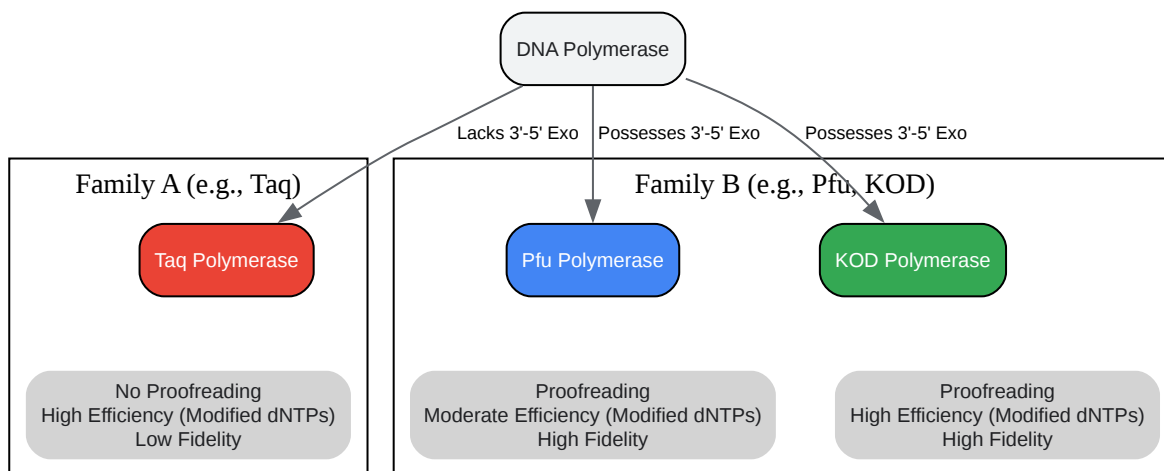 DNA Polymerase
Lacks 3'-5' Exo
Possesses 3'-5' Exo
Possesses 3'-5' Exo
Family A (e.g., Taq)
Family B (e.g., Pfu, KOD)
Taq Polymerase
Pfu Polymerase
KOD Polymerase
No Proofreading
High Efficiency (Modified dNTPs)
Low Fidelity
Proofreading
Moderate Efficiency (Modified dNTPs)
High Fidelity
Proofreading
High Efficiency (Modified dNTPs)
High Fidelity